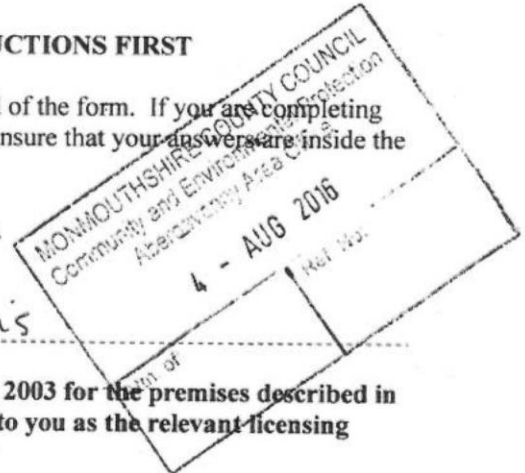 UCTIONS FIRST
of the form. If you are completing
nsure that your answers are inside the
MONMOUTHSHIRE COUNTY COUNCIL
Community and Environmental Protection
Abergavenny Area Office
4 - AUG 2016
Ref No:
of
is
2003 for the premises described in
to you as the relevant licensing